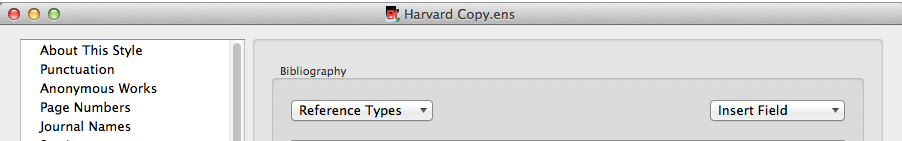 Harvard Copy.ens
About This Style
Punctuation
Anonymous Works
Page Numbers
Journal Names
Bibliography
Reference Types
Insert Field